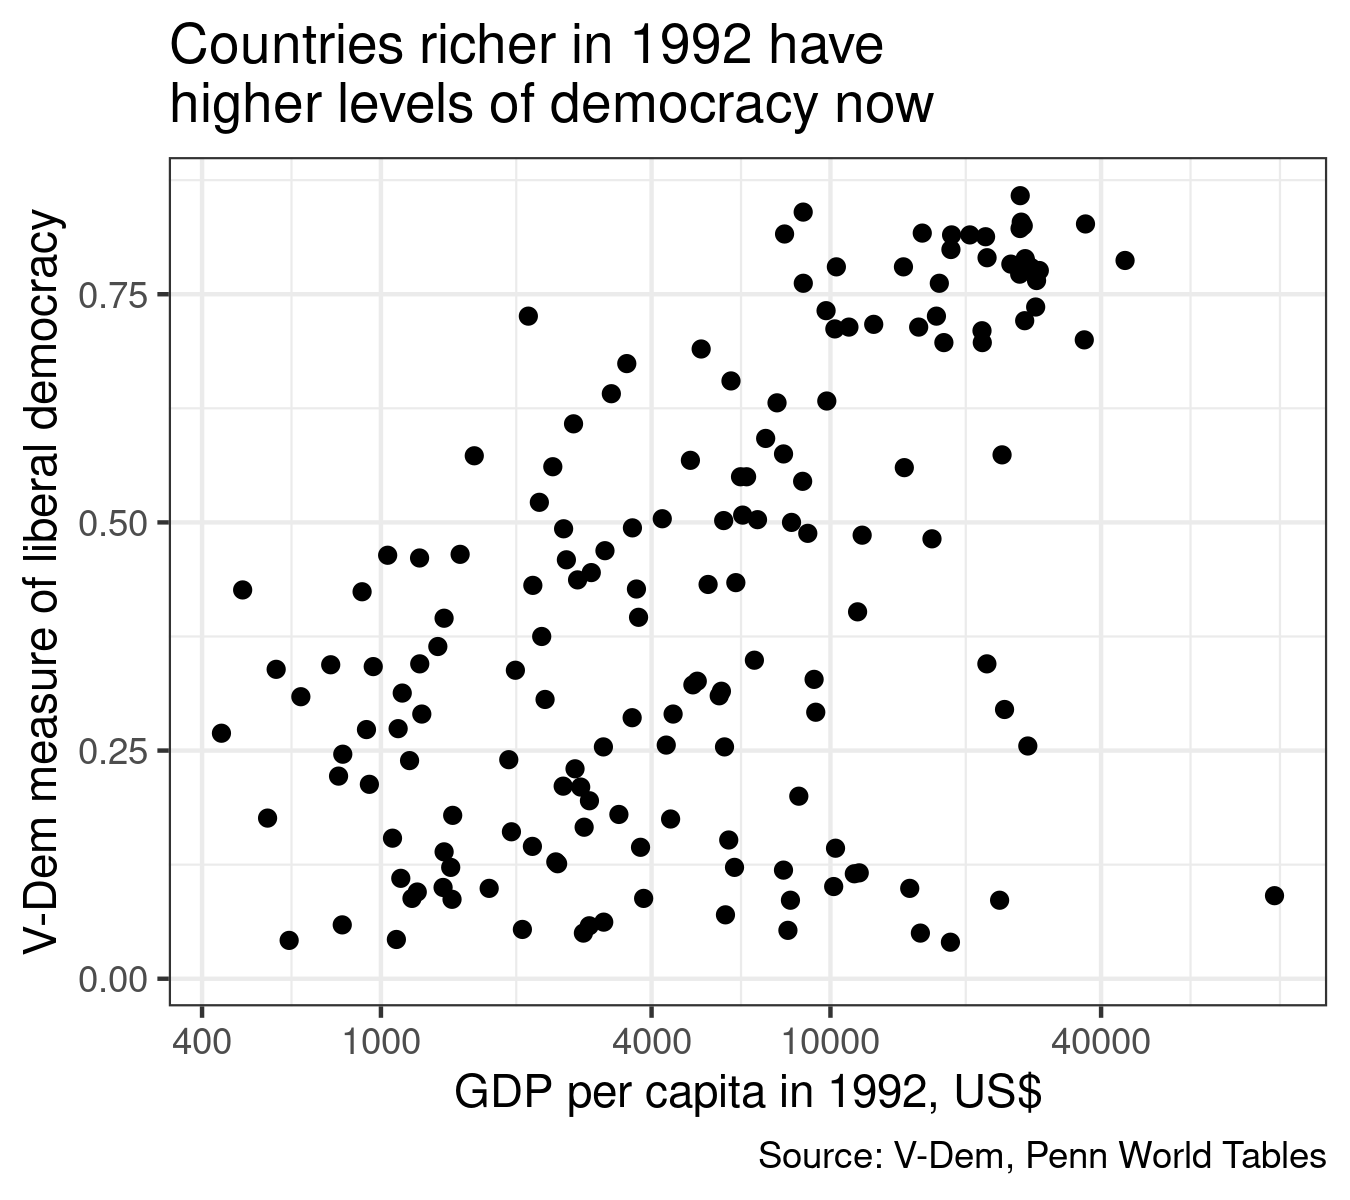 Countries richer in 1992 have
higher levels of democracy now
V-Dem measure of liberal democracy
0.75
0.50
0.25
0.00
400 1000 4000 10000 40000
GDP per capita in 1992, US$
Source: V-Dem, Penn World Tables